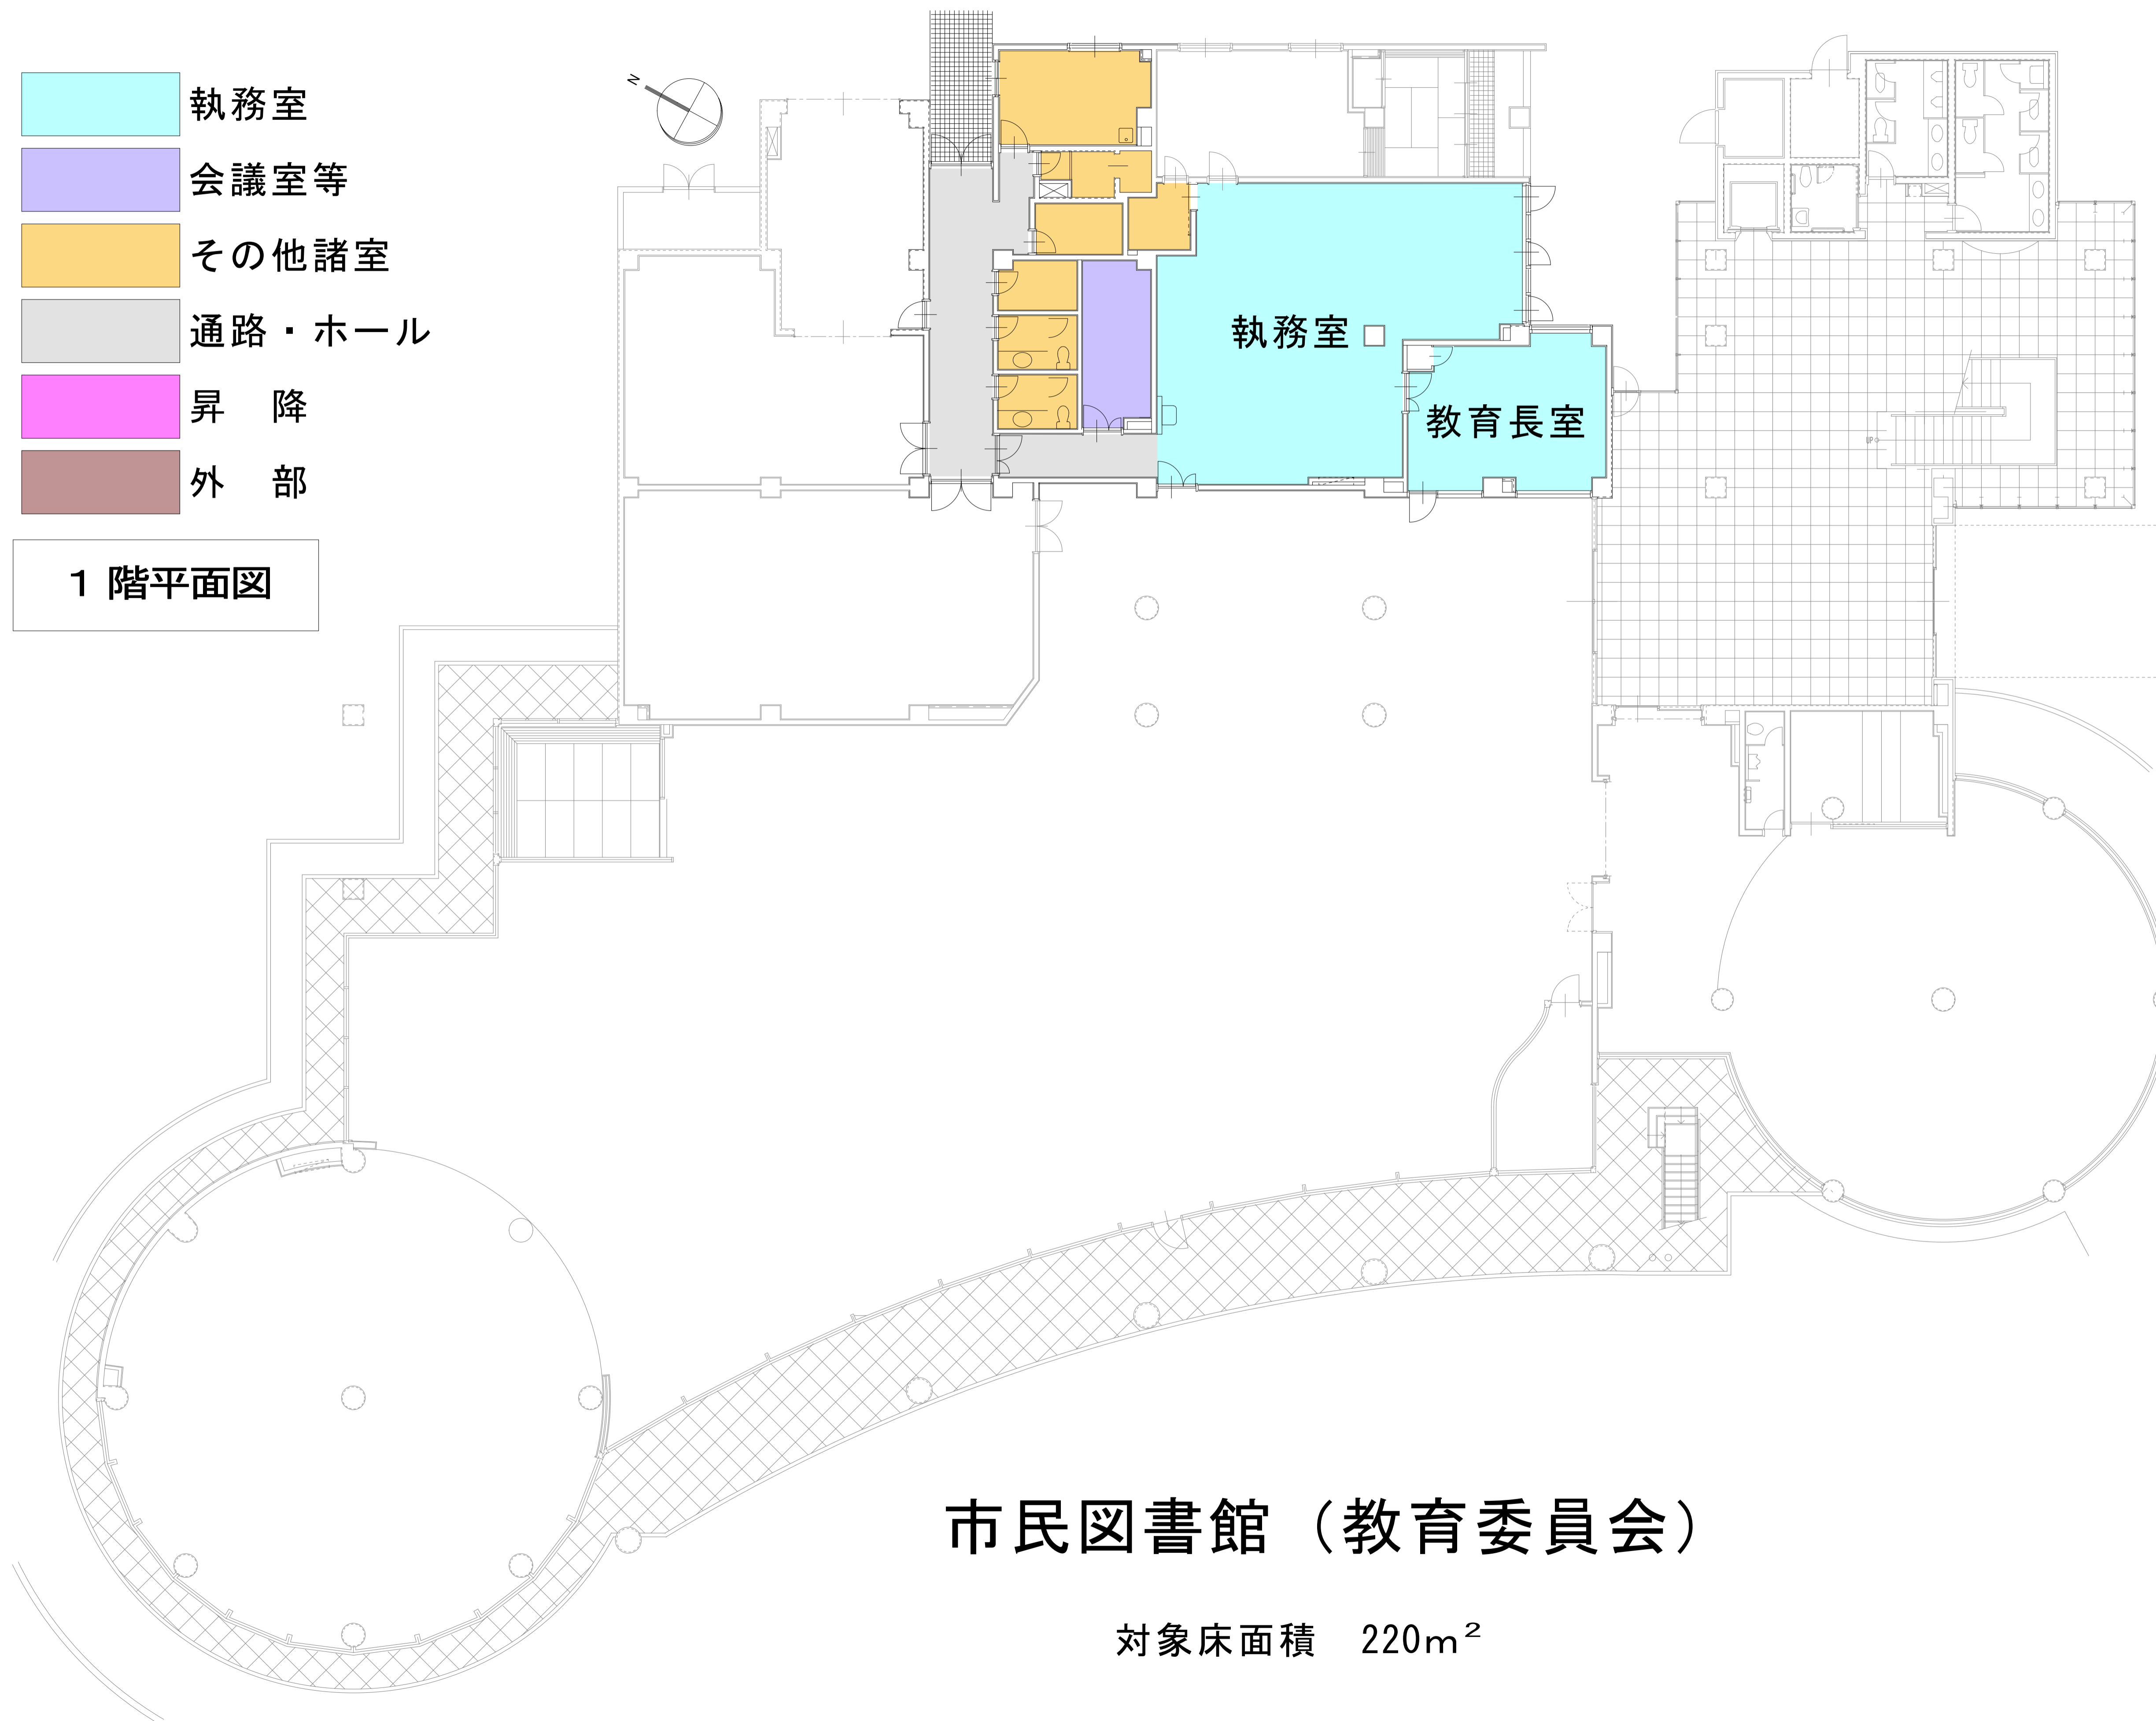 執務室
会議室等
その他諸室
通路・ホール
昇　降
外　部
1 階平面図
N
執務室
教育長室
UP
市民図書館（教育委員会）
対象床面積　220m²